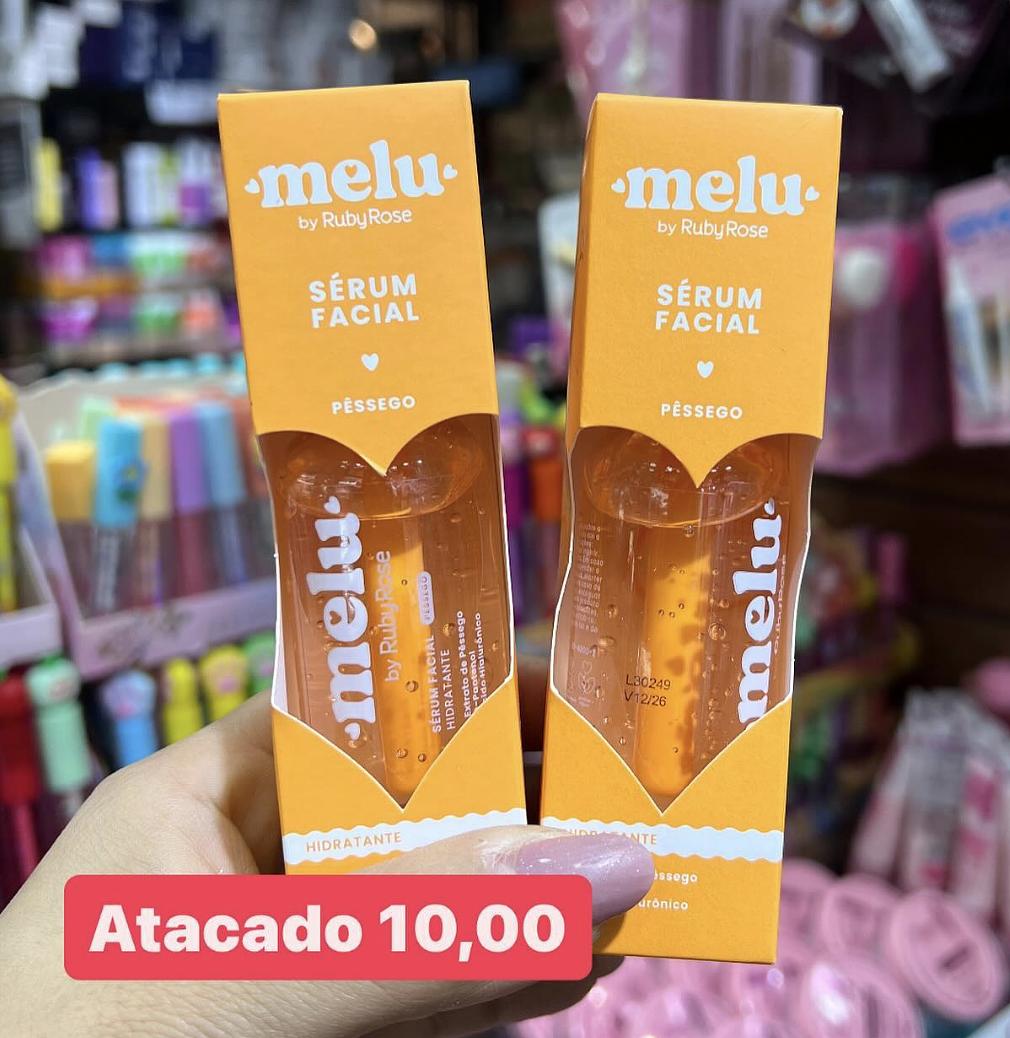 melu
by RubyRose
SÉRUM
FACIAL
PÊSSEGO
melu
by RubyRose
PÊSSEGO
SÉRUM FACIAL
HIDRATANTE
Extrato de Pêssego
HIDRATANTE
melu
by RubyRose
SÉRUM
FACIAL
PÊSSEGO
melu
L30249
V12/26
Atacado 10,00